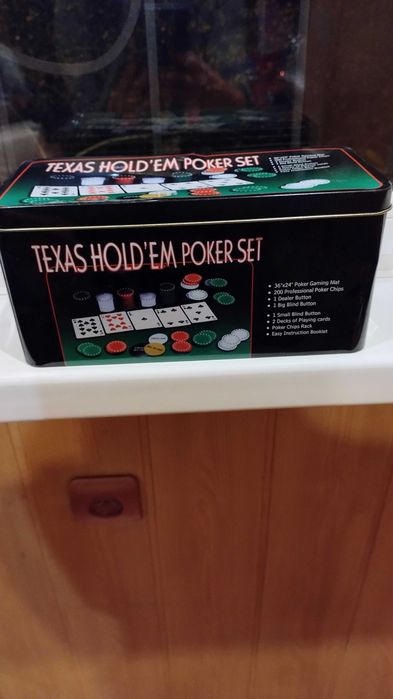 TEXAS HOLD'EM POKER SET
TEXAS HOLD'EM POKER SET
• 36"x24" Poker Gaming Mat
• 200 Professional Poker Chips
• 1 Dealer Button
• 1 Big Blind Button
• 1 Small Blind Button
• 2 Decks of Playing cards
• Poker Chips Rack
• Easy Instruction Booklet